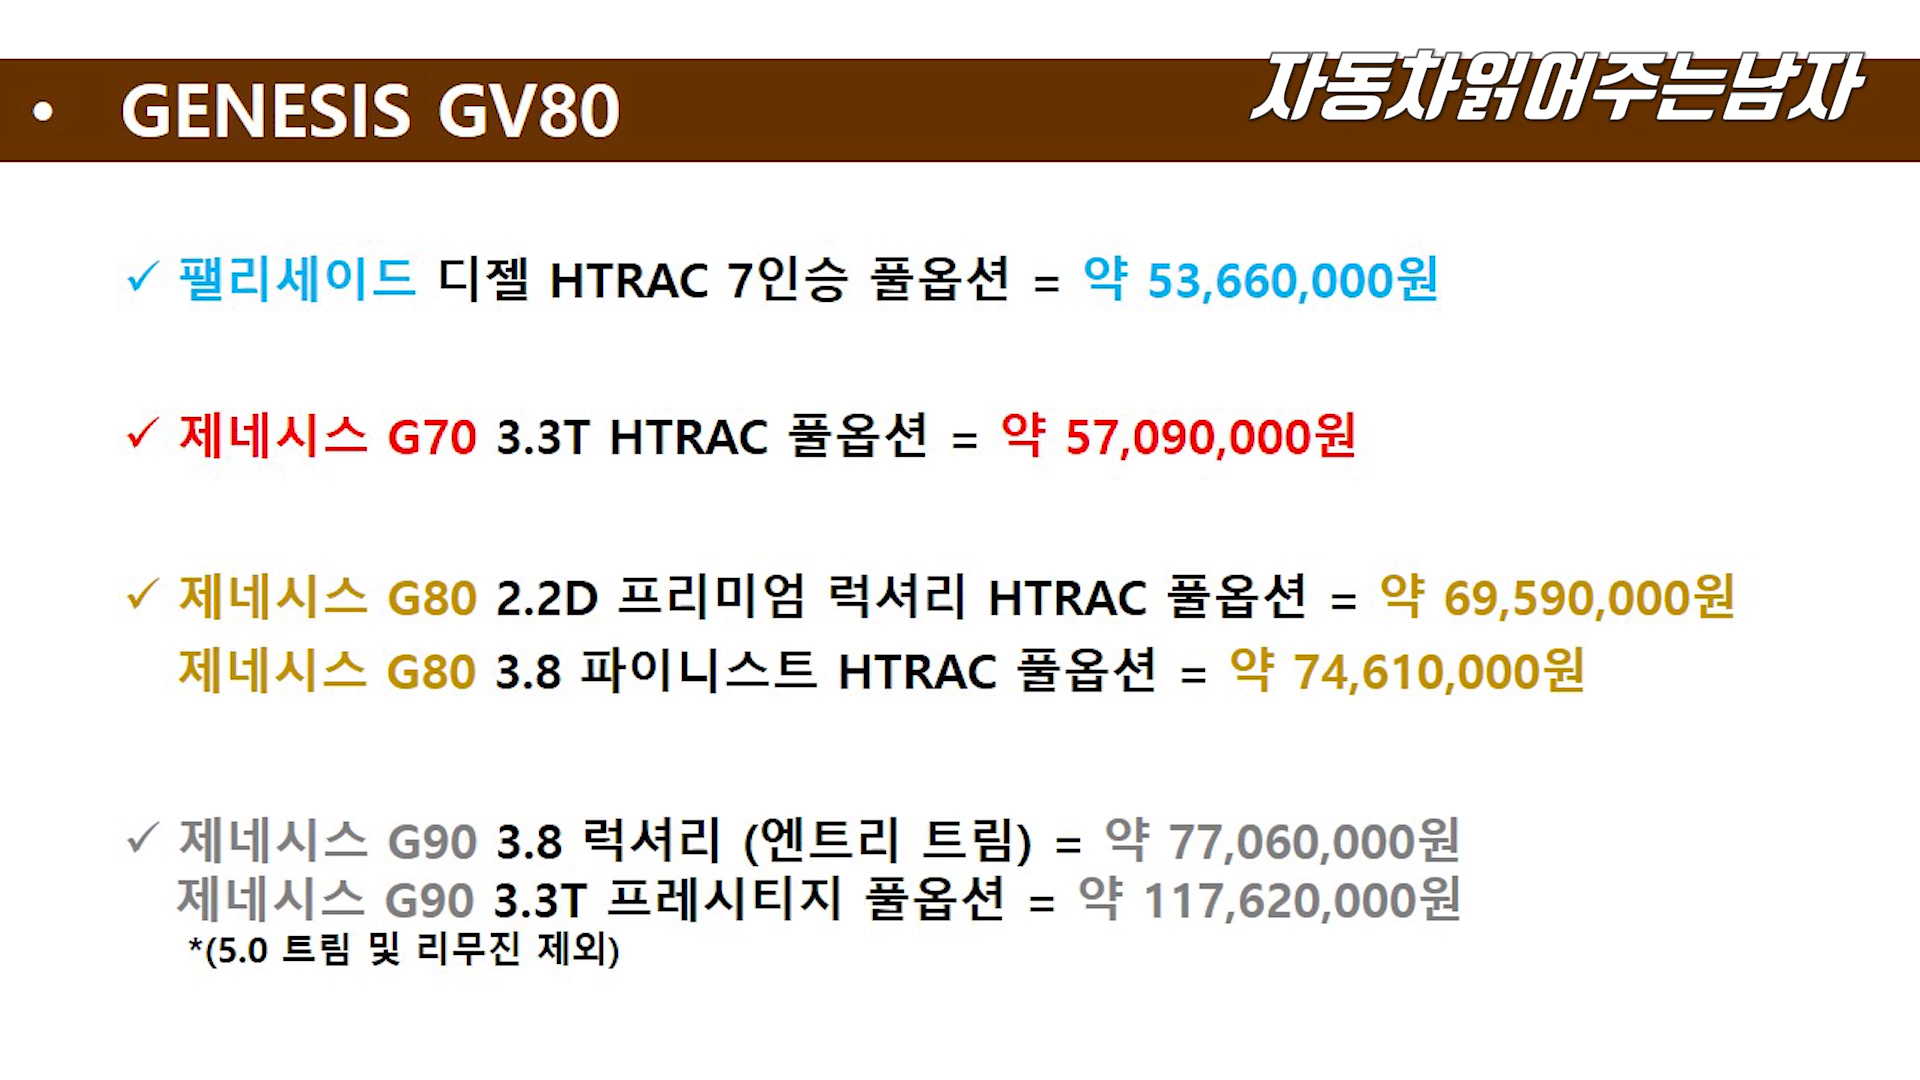 • GENESIS GV80
자동차읽어주는남자
✓ 팰리세이드 디젤 HTRAC 7인승 풀옵션 = 약 53,660,000원
✓ 제네시스 G70 3.3T HTRAC 풀옵션 = 약 57,090,000원
✓ 제네시스 G80 2.2D 프리미엄 럭셔리 HTRAC 풀옵션 = 약 69,590,000원
제네시스 G80 3.8 파이니스트 HTRAC 풀옵션 = 약 74,610,000원
✓ 제네시스 G90 3.8 럭셔리 (엔트리 트림) = 약 77,060,000원
제네시스 G90 3.3T 프레시티지 풀옵션 = 약 117,620,000원
*(5.0 트림 및 리무진 제외)